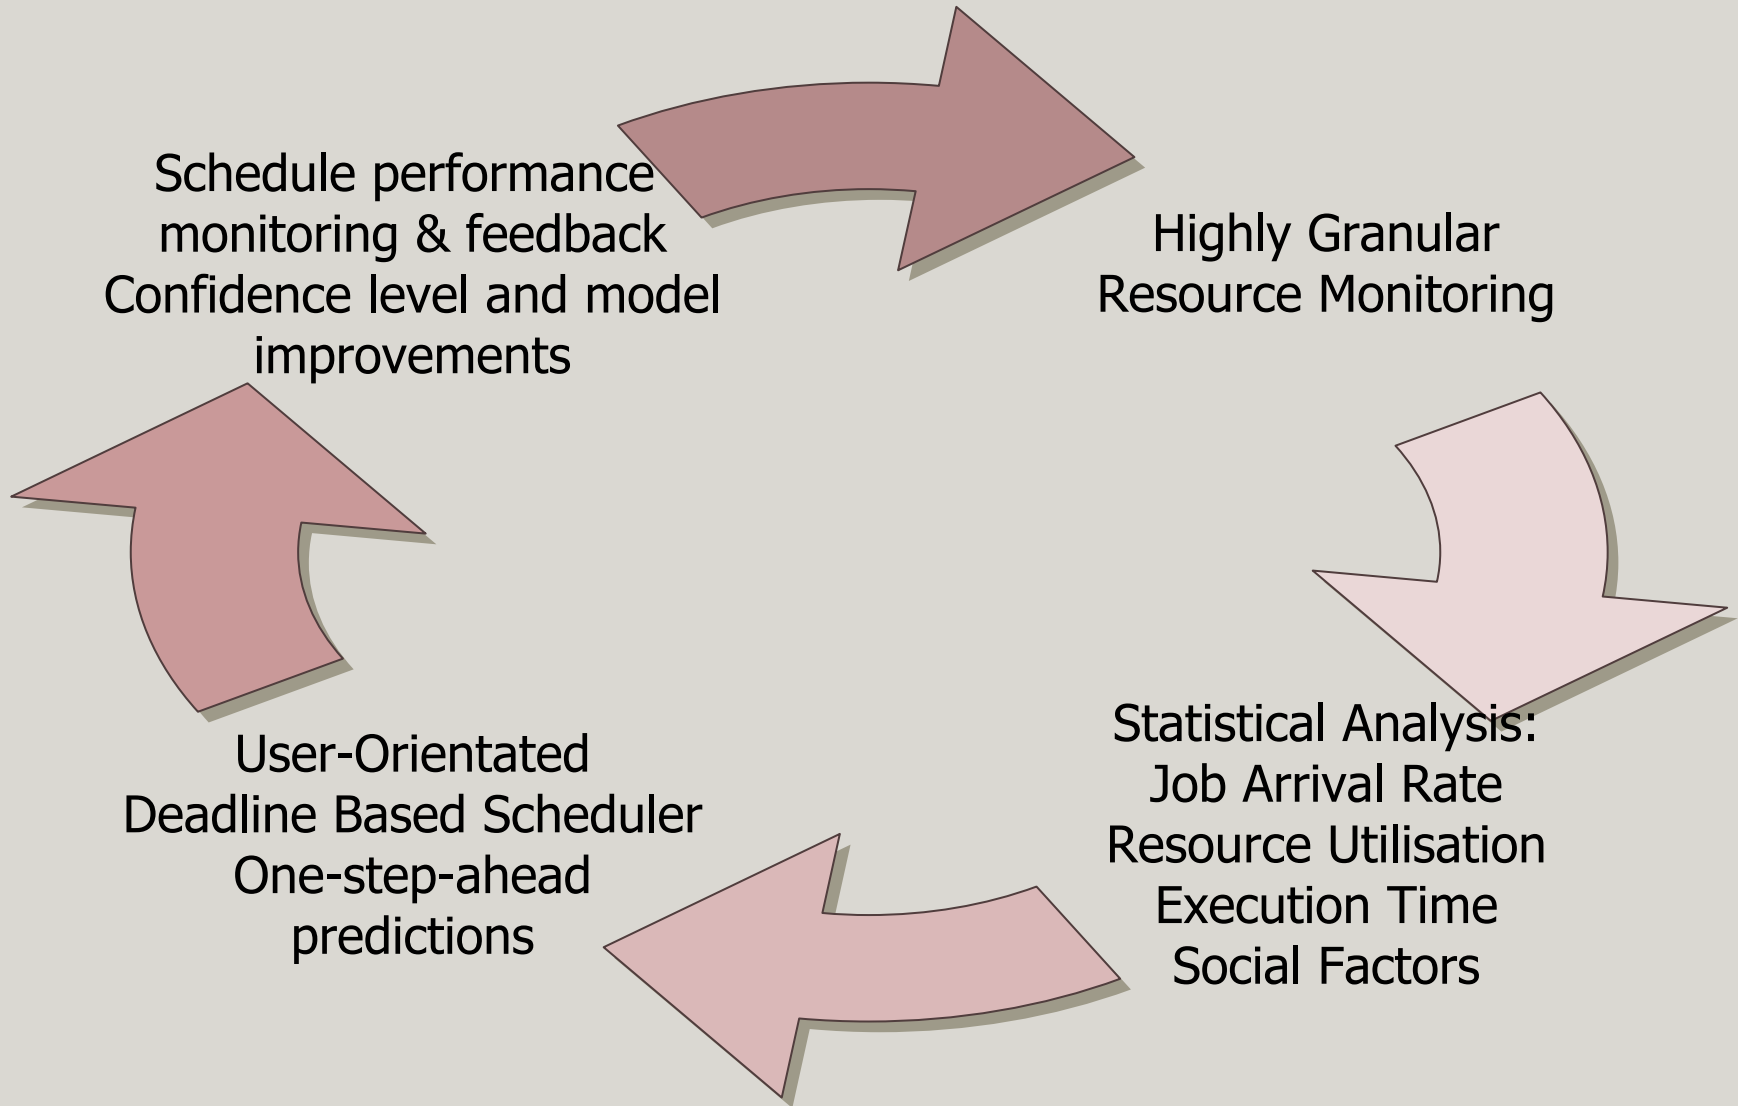 Schedule performance
monitoring & feedback
Confidence level and model
improvements
Highly Granular
Resource Monitoring
Statistical Analysis:
Job Arrival Rate
Resource Utilisation
Execution Time
Social Factors
User-Orientated
Deadline Based Scheduler
One-step-ahead
predictions